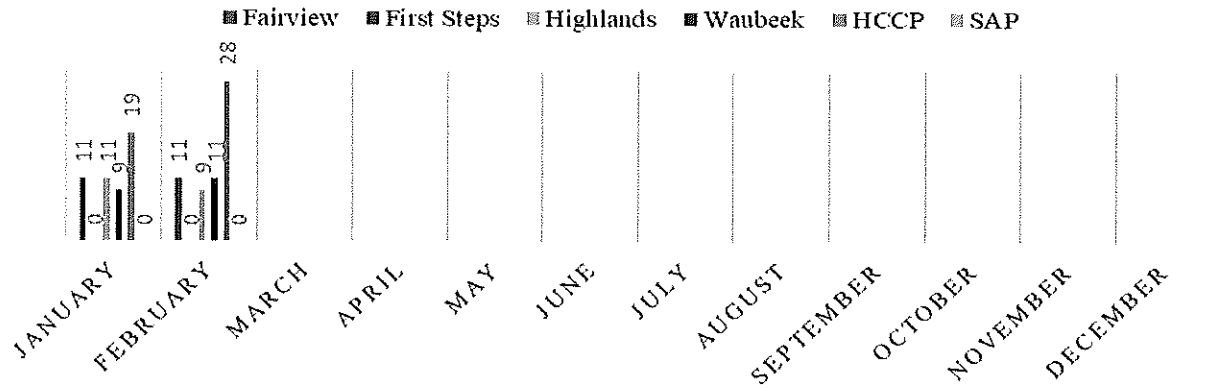 Fairview First Steps Highlands Waubeek HCCP SAP
11 0 11 9 19 0 11 0 9 11 28 0
JANUARY FEBRUARY MARCH APRIL MAY JUNE JULY AUGUST SEPTEMBER OCTOBER NOVEMBER DECEMBER